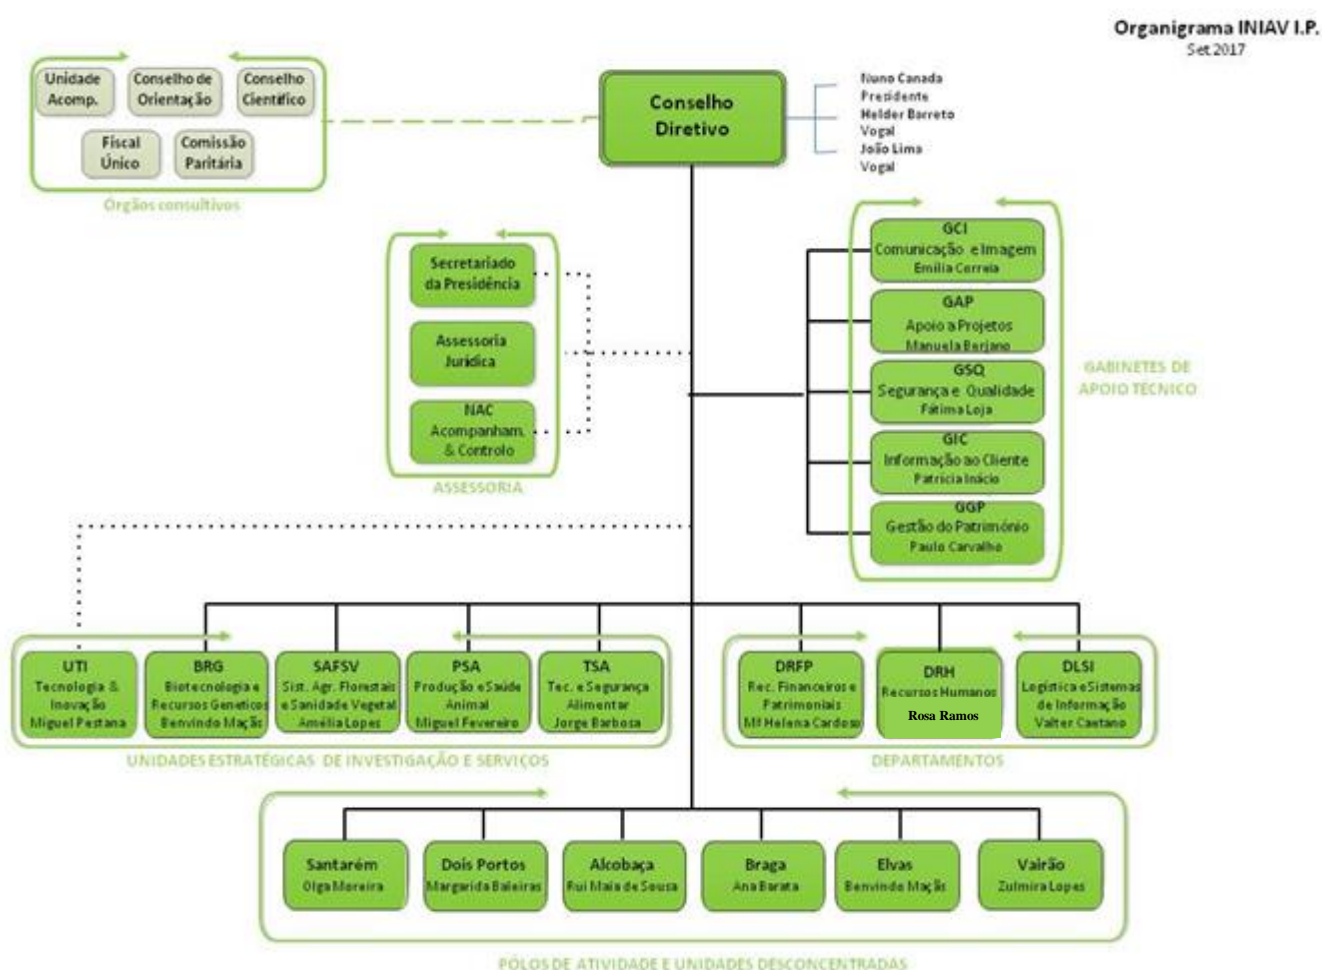 Organigrama INIAV I.P.
Set 2017
Unidade
Acomp.
Conselho de
Orientação
Conselho
Científico
Fiscal
Único
Comissão
Paritária
Órgãos consultivos
Conselho
Diretivo
Nuno Canada
Presidente
Helder Barreto
Vogal
João Lima
Vogal
Secretariado
da Presidência
Assessoria
Jurídica
NAC
Acompanham.
& Controlo
ASSESSORIA
GCI
Comunicação e Imagem
Emília Correia
GAP
Apoio a Projetos
Manuela Berjano
GSQ
Segurança e Qualidade
Fátima Loja
GIC
Informação ao Cliente
Patrícia Inácio
GGP
Gestão do Património
Paulo Carvalho
GABINETES DE
APOIO TÉCNICO
UTI
Tecnologia &
Inovação
Miguel Pestana
BRG
Biotecnologia e
Recursos Geneticos
Benvindo Maçãs
SAFSV
Sist. Agr. Florestais
e Sanidade Vegetal
Amélia Lopes
PSA
Produção e Saúde
Animal
Miguel Fevereiro
TSA
Tec. e Segurança
Alimentar
Jorge Barbosa
UNIDADES ESTRATÉGICAS DE INVESTIGAÇÃO E SERVIÇOS
DRFP
Rec. Financeiros e
Patrimoniais
Mª Helena Cardoso
DRH
Recursos Humanos
Rosa Ramos
DLSI
Logística e Sistemas
de Informação
Valter Caetano
DEPARTAMENTOS
Santarém
Olga Moreira
Dois Portos
Margarida Baleiras
Alcobaça
Rui Maia de Sousa
Braga
Ana Barata
Elvas
Benvindo Maçãs
Vairão
Zulmira Lopes
PÓLOS DE ATIVIDADE E UNIDADES DESCONCENTRADAS